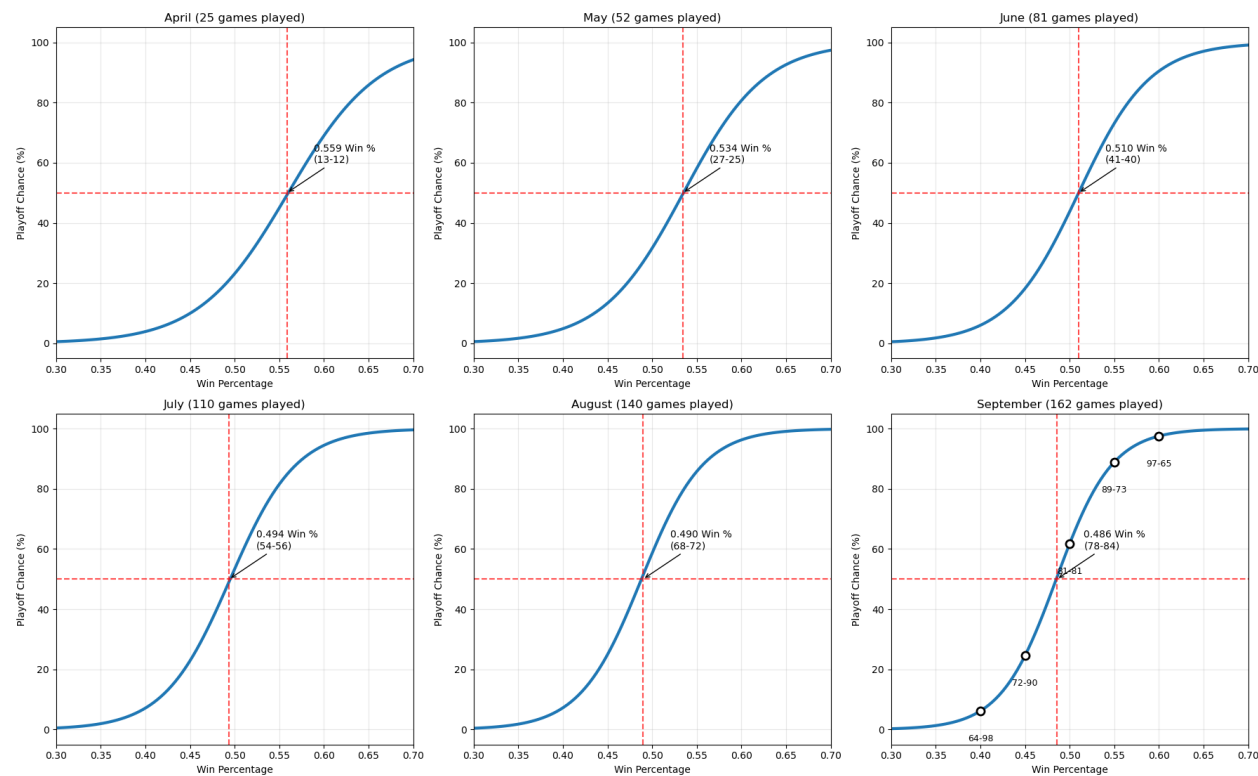 April (25 games played)
Playoff Chance (%)
100
80
60
40
20
0
0.559 Win %
(13-12)
0.30 0.35 0.40 0.45 0.50 0.55 0.60 0.65 0.70
Win Percentage
May (52 games played)
Playoff Chance (%)
100
80
60
40
20
0
0.534 Win %
(27-25)
0.30 0.35 0.40 0.45 0.50 0.55 0.60 0.65 0.70
Win Percentage
June (81 games played)
Playoff Chance (%)
100
80
60
40
20
0
0.510 Win %
(41-40)
0.30 0.35 0.40 0.45 0.50 0.55 0.60 0.65 0.70
Win Percentage
July (110 games played)
Playoff Chance (%)
100
80
60
40
20
0
0.494 Win %
(54-56)
0.30 0.35 0.40 0.45 0.50 0.55 0.60 0.65 0.70
Win Percentage
August (140 games played)
Playoff Chance (%)
100
80
60
40
20
0
0.490 Win %
(68-72)
0.30 0.35 0.40 0.45 0.50 0.55 0.60 0.65 0.70
Win Percentage
September (162 games played)
Playoff Chance (%)
100
80
60
40
20
0
97-65
89-73
0.486 Win %
(78-84)
81-81
72-90
64-98
0.30 0.35 0.40 0.45 0.50 0.55 0.60 0.65 0.70
Win Percentage